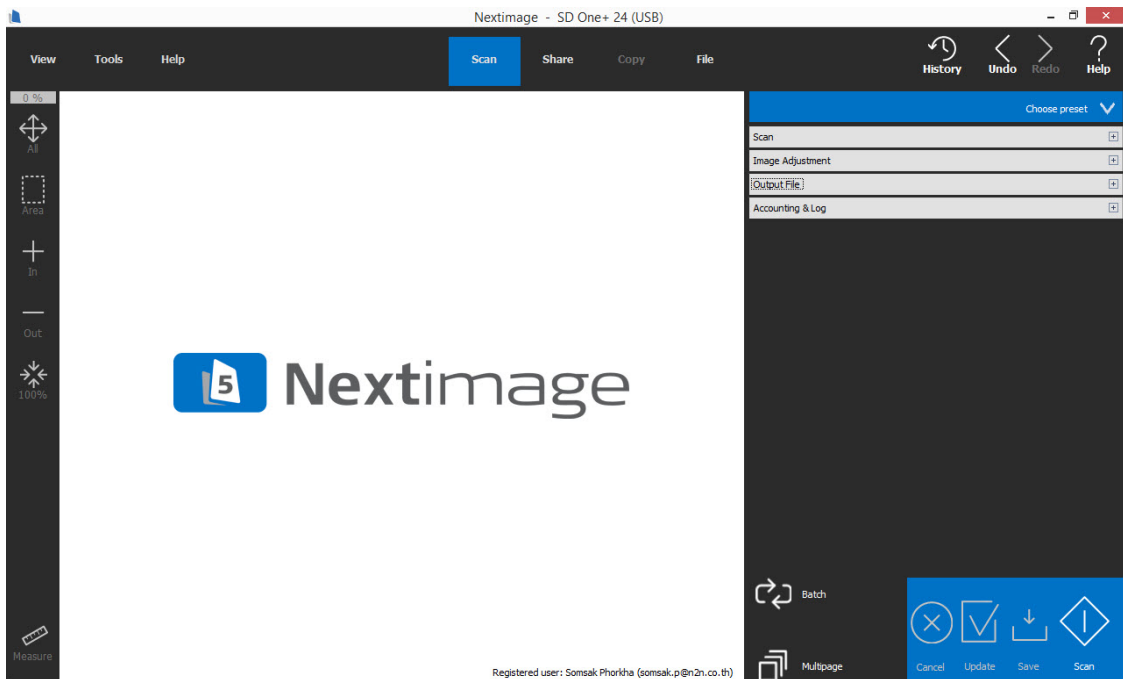 Nextimage - SD One+ 24 (USB)
View Tools Help Scan Share Copy File History Undo Redo Help
0 %
All
Area
In
Out
100%
Measure
Choose preset
Scan
Image Adjustment
Output File
Accounting & Log
5 Nextimage
Batch
Multipage
Cancel Update Save Scan
Registered user: Somsak Phorkha (somsak.p@n2n.co.th)